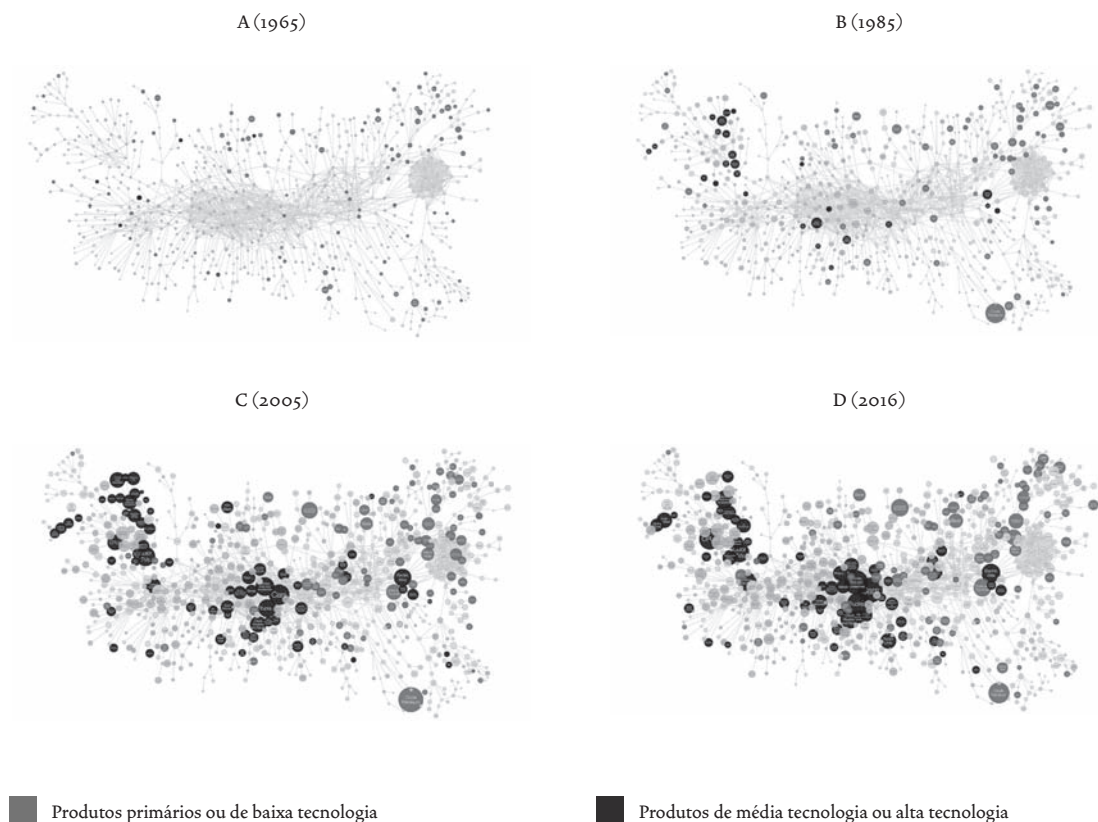 A (1965)
B (1985)
C (2005)
D (2016)
Produtos primários ou de baixa tecnologia
Produtos de média tecnologia ou alta tecnologia